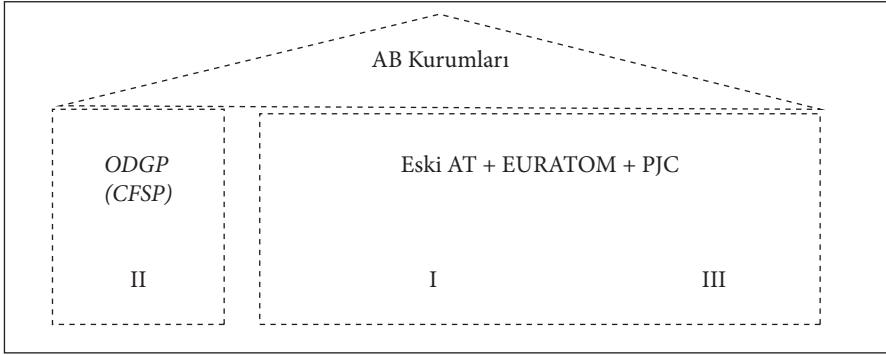 AB Kurumları
ODGP
(CFSP)
Eski AT + EURATOM + PJC
II
I
III